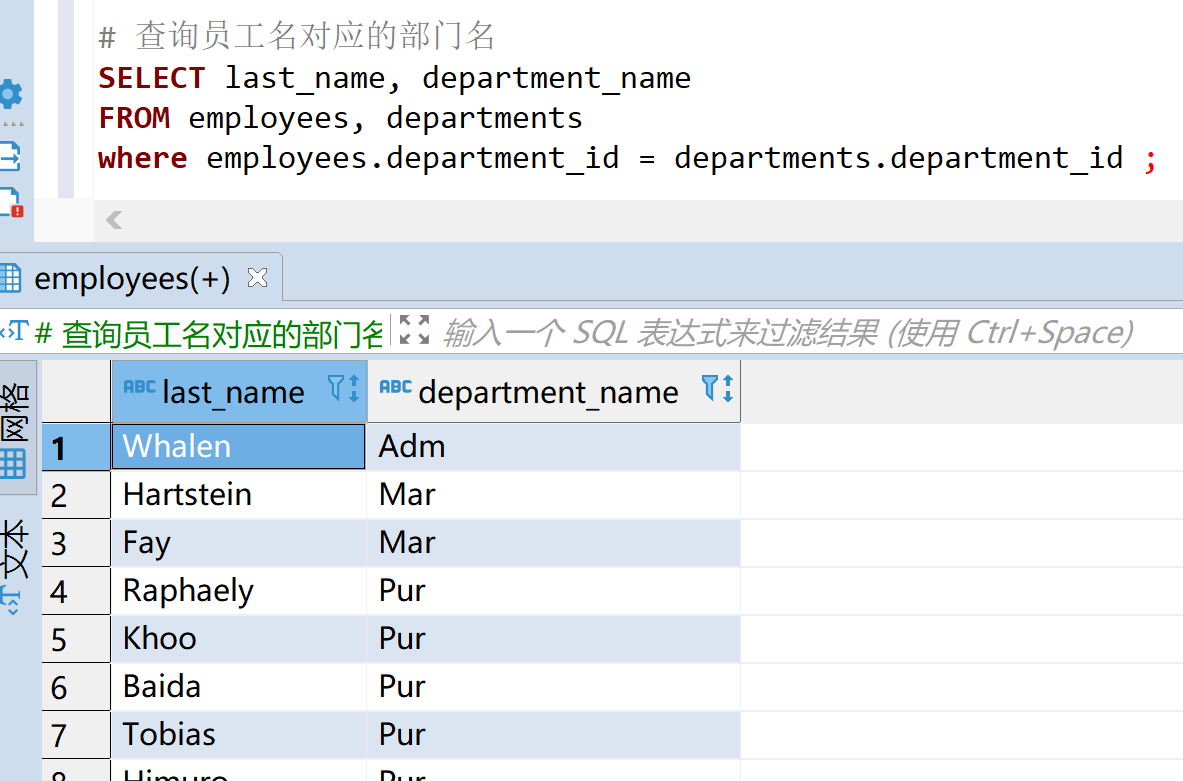 # 查询员工名对应的部门名
SELECT last_name, department_name
FROM employees, departments
where employees.department_id = departments.department_id ;
employees(+)
# 查询员工名对应的部门名 输入一个 SQL 表达式来过滤结果 (使用 Ctrl+Space)
网格
文本
ABC last_name ABC department_name
1 Whalen Adm
2 Hartstein Mar
3 Fay Mar
4 Raphaely Pur
5 Khoo Pur
6 Baida Pur
7 Tobias Pur
8 Himuro Pur